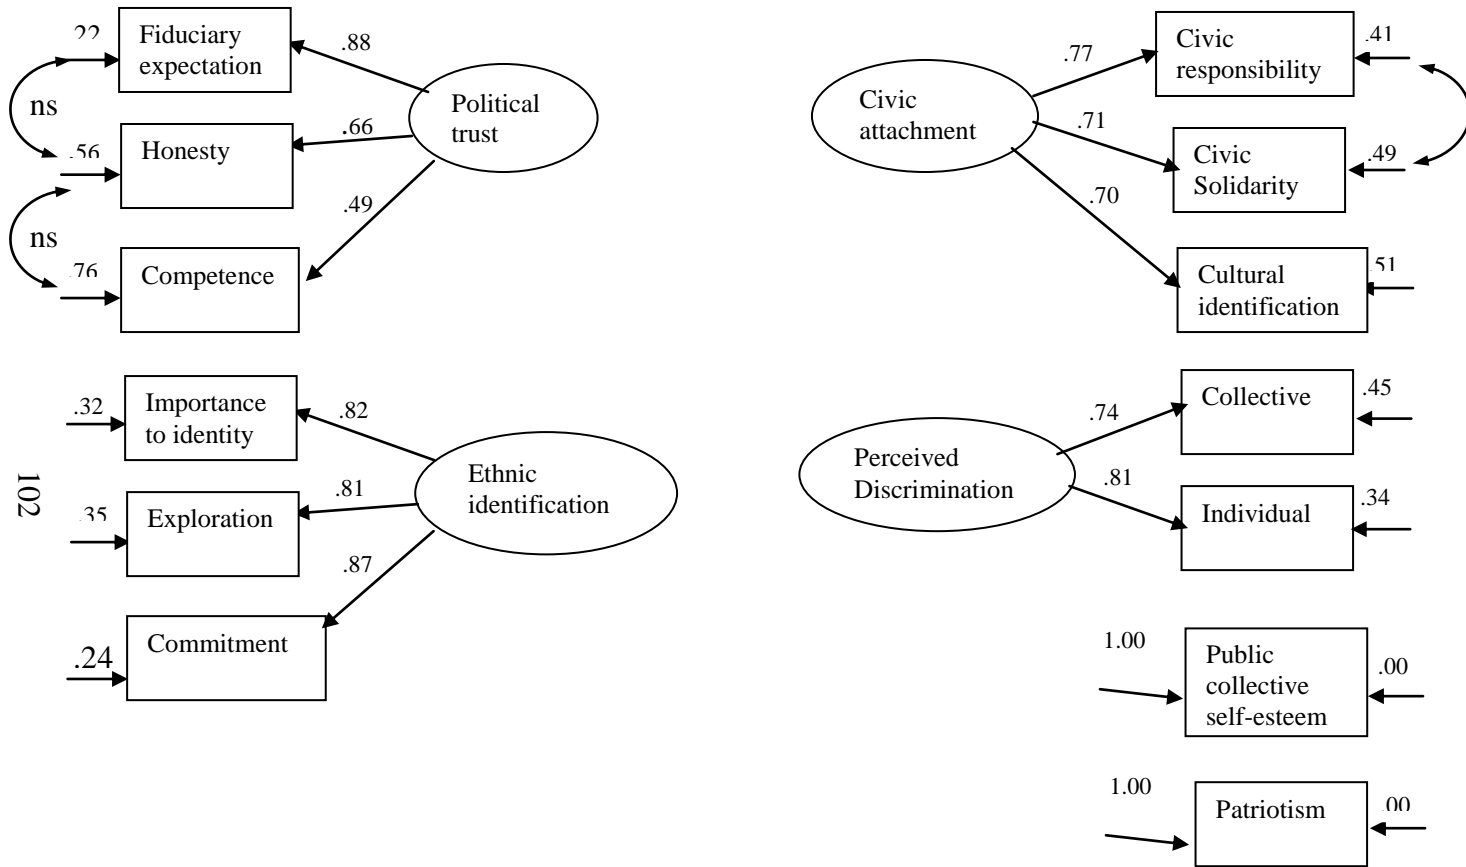 .22
Fiduciary
expectation
.88
ns
.56
Honesty
.66
Political
trust
ns
.49
.76
Competence
.77
Civic
responsibility
.41
Civic
attachment
.71
Civic
Solidarity
.49
.70
Cultural
identification
.51
.32
Importance
to identity
.82
.81
Ethnic
identification
.35
Exploration
.87
.24
Commitment
102
.74
Collective
.45
Perceived
Discrimination
.81
Individual
.34
1.00
Public
collective
self-esteem
.00
1.00
Patriotism
.00